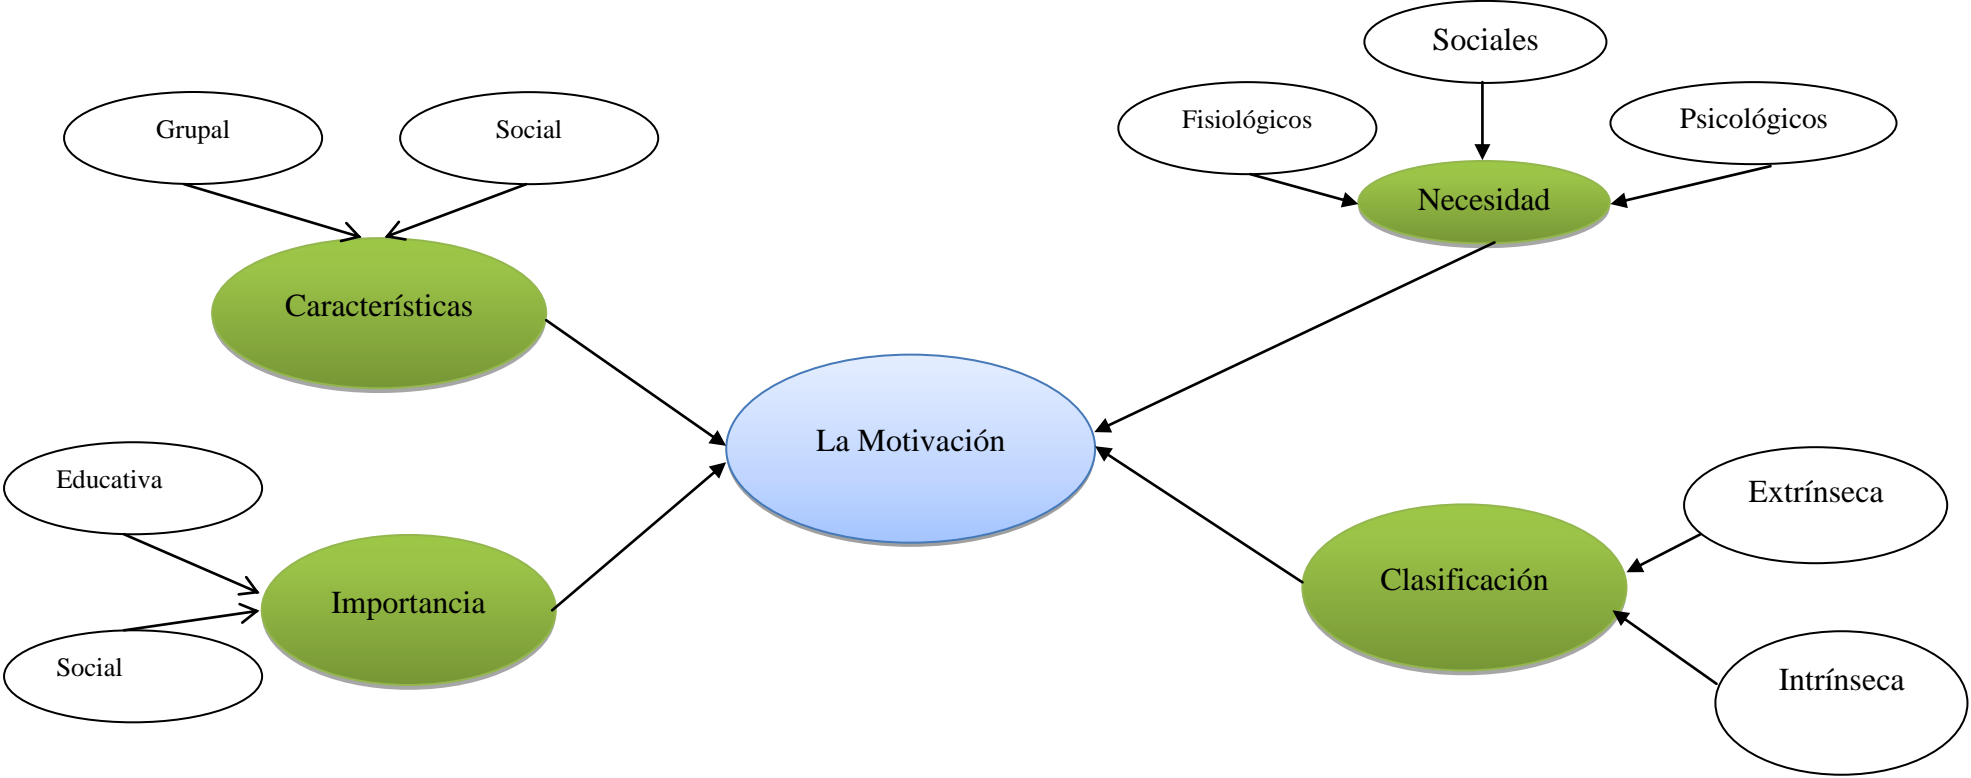 Sociales
Grupal
Social
Fisiológicos
Psicológicos
Necesidad
Características
La Motivación
Educativa
Extrínseca
Clasificación
Importancia
Social
Intrínseca